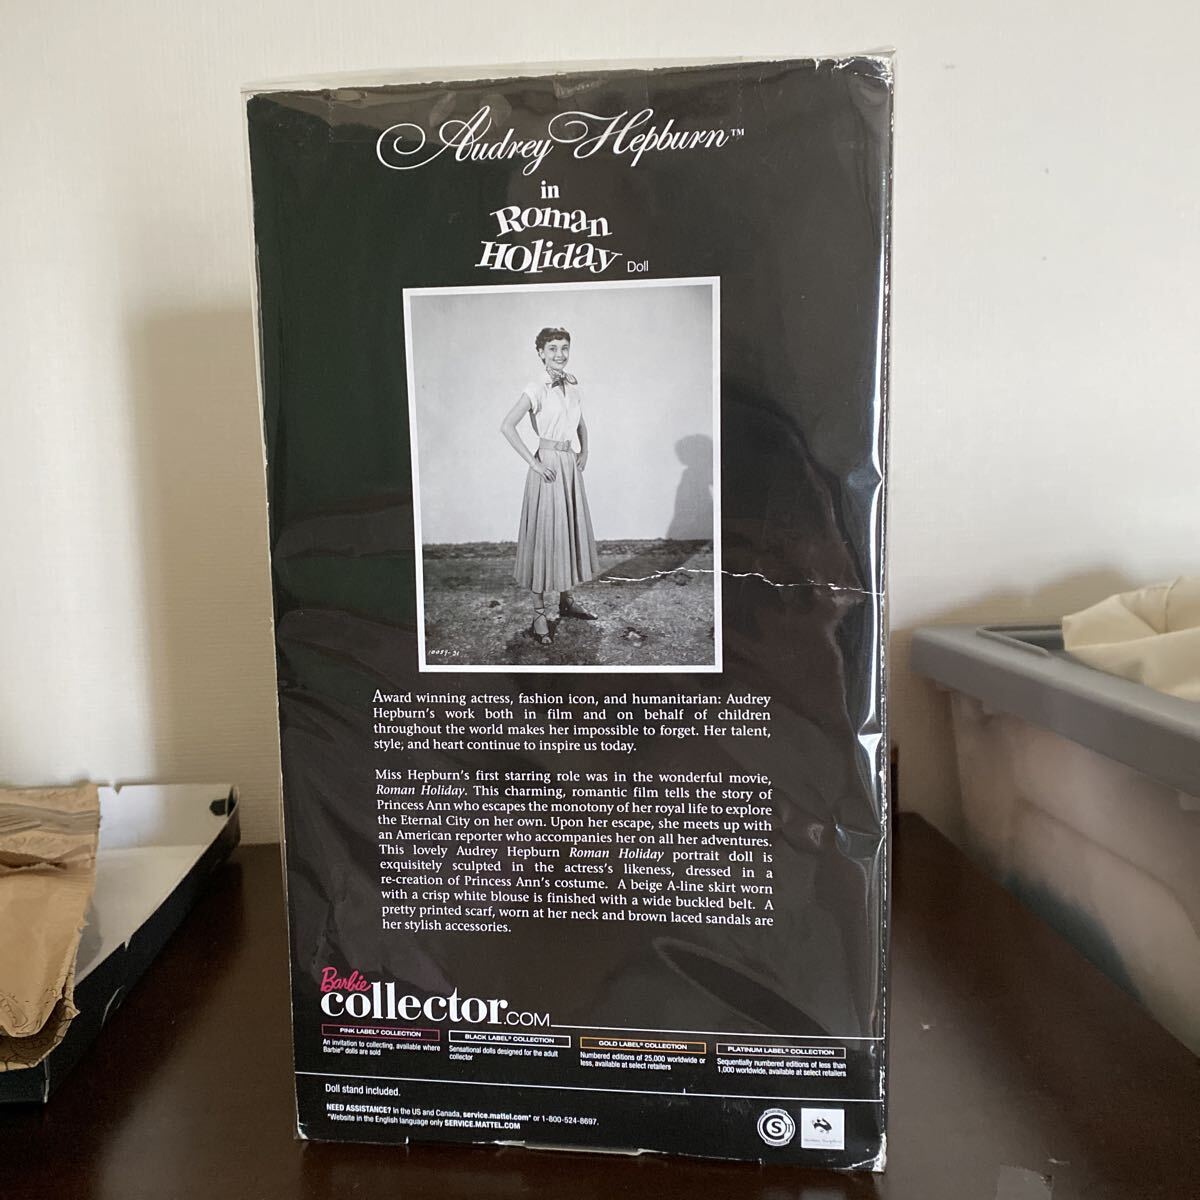 Audrey Hepburn™
in
Roman
Holiday Doll
10059-31
Award winning actress, fashion icon, and humanitarian: Audrey
Hepburn's work both in film and on behalf of children
throughout the world makes her impossible to forget. Her talent,
style, and heart continue to inspire us today.
Miss Hepburn's first starring role was in the wonderful movie,
Roman Holiday. This charming, romantic film tells the story of
Princess Ann who escapes the monotony of her royal life to explore
the Eternal City on her own. Upon her escape, she meets up with
an American reporter who accompanies her on all her adventures.
This lovely Audrey Hepburn Roman Holiday portrait doll is
exquisitely sculpted in the actress's likeness, dressed in a
re-creation of Princess Ann's costume. A beige A-line skirt worn
with a crisp white blouse is finished with a wide buckled belt. A
pretty printed scarf, worn at her neck and brown laced sandals are
her stylish accessories.
Barbie
collector.COM
PINK LABEL® COLLECTION
An invitation to collecting, available where
Barbie® dolls are sold
BLACK LABEL® COLLECTION
Sensational dolls designed for the adult
collector
GOLD LABEL® COLLECTION
Numbered editions of 25,000 worldwide or
less, available at select retailers
PLATINUM LABEL® COLLECTION
Sequentially numbered editions of less than
1,000 worldwide, available at select retailers
Doll stand included.
NEED ASSISTANCE? In the US and Canada, service.mattel.com* or 1-800-524-8697.
*Website in the English language only SERVICE.MATTEL.COM
S